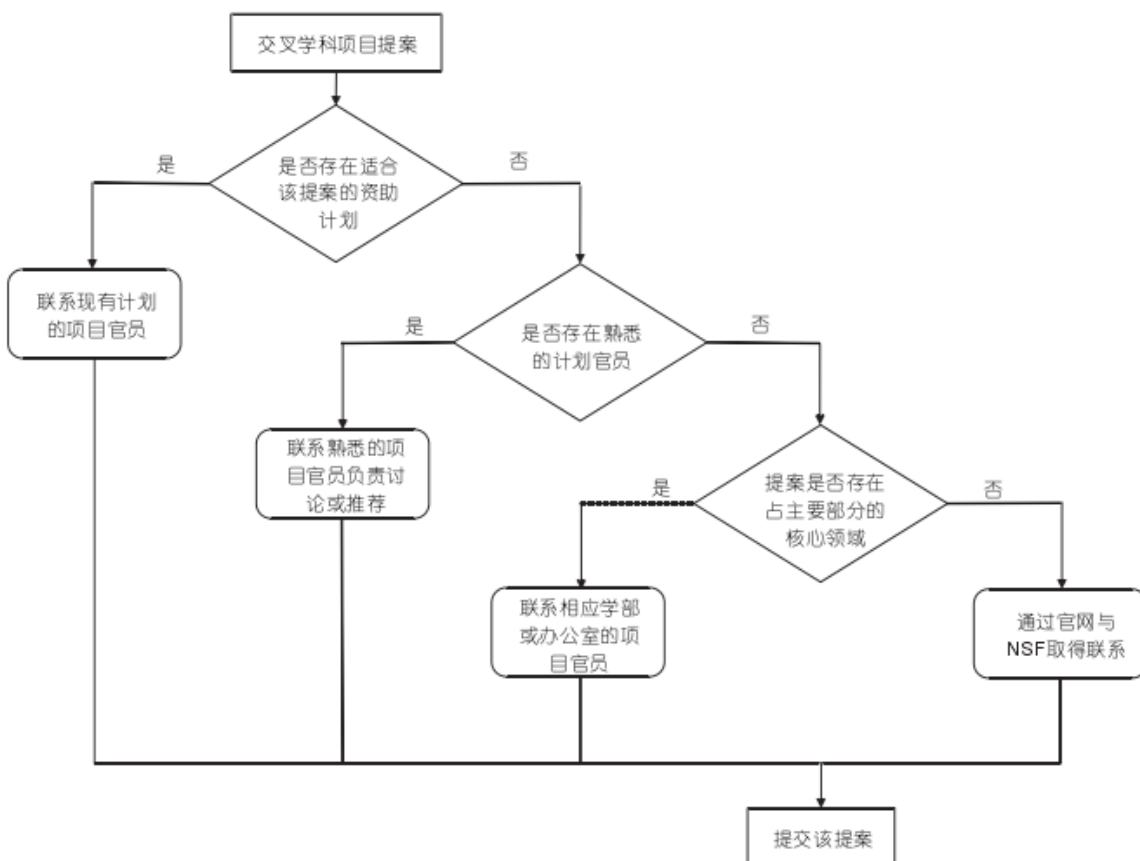 交叉学科项目提案
是否存在适合
该提案的资助
计划
是
否
联系现有计划
的项目官员
是否存在熟悉
的计划官员
是
否
联系熟悉的项
目官员负责讨
论或推荐
提案是否存在
占主要部分的
核心领域
是
否
联系相应学部
或办公室的项
目官员
通过官网与
NSF取得联系
提交该提案